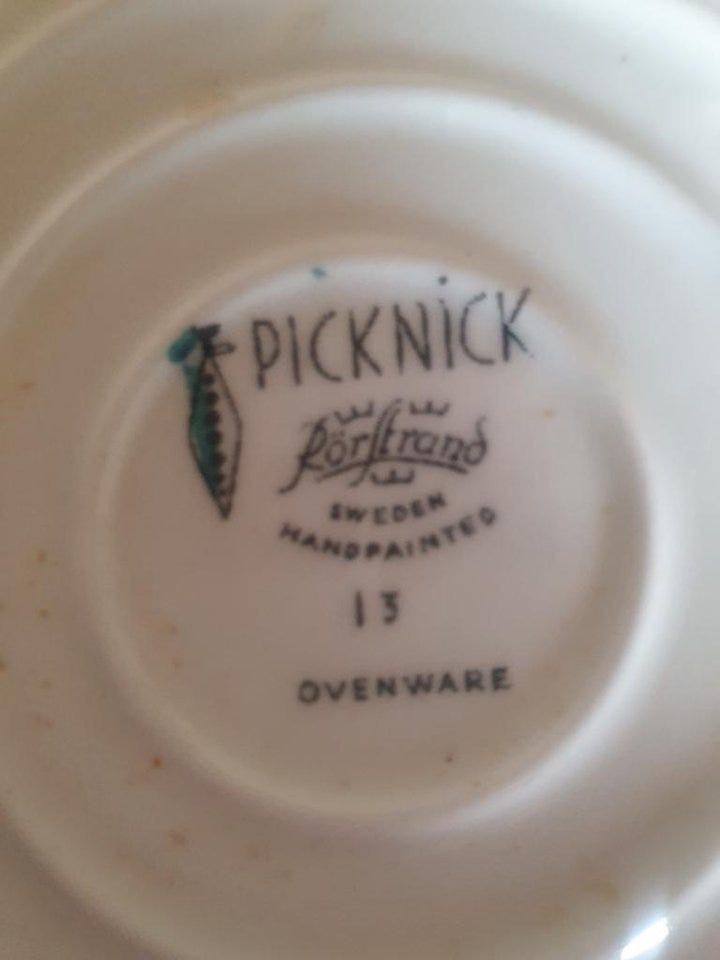 PICKNiCK
Rörstrand
SWEDEN
HANDPAINTED
13
OVENWARE